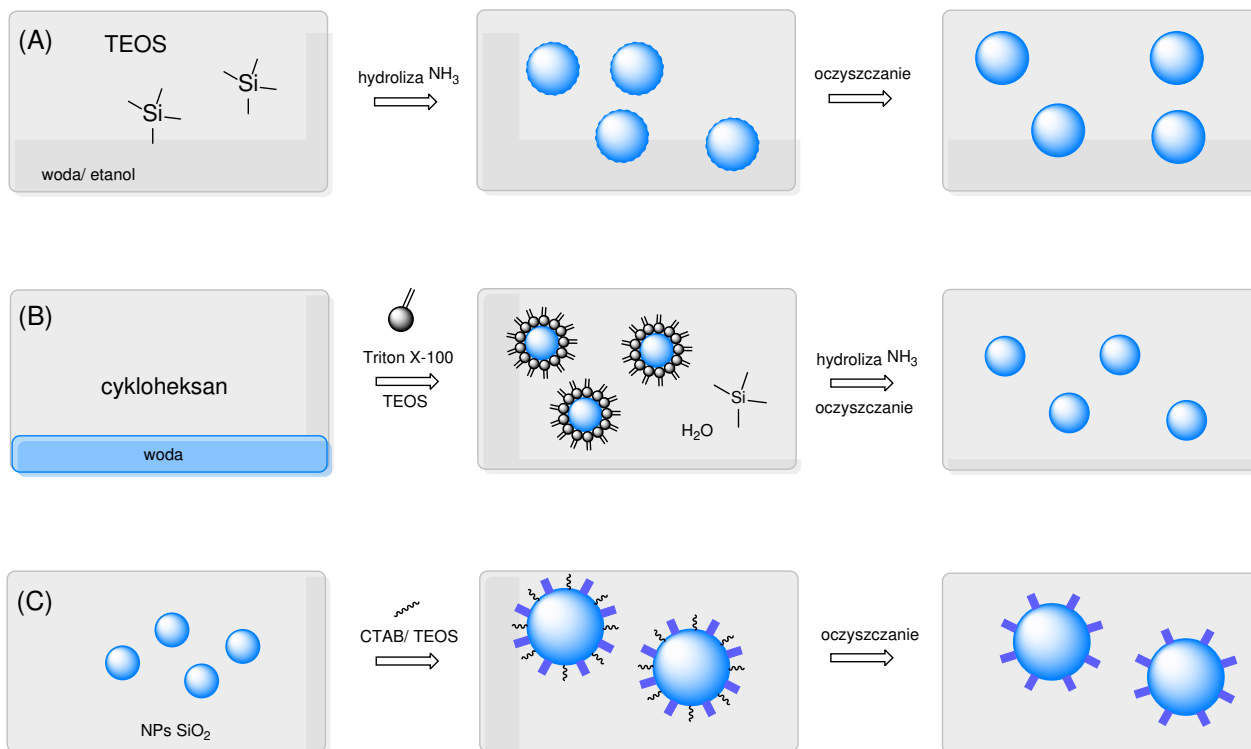 (A)
TEOS
Si
Si
woda/ etanol
hydroliza NH₃
oczyszczanie
(B)
cykloheksan
woda
Triton X-100
TEOS
Si
H₂O
hydroliza NH₃
oczyszczanie
(C)
NPs SiO₂
CTAB/ TEOS
oczyszczanie